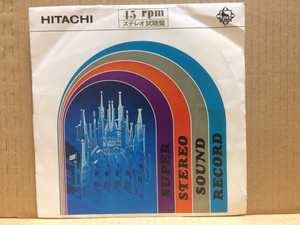 HITACHI
45 rpm
ステレオ試聴盤
SUPER
STEREO
SOUND
RECORD